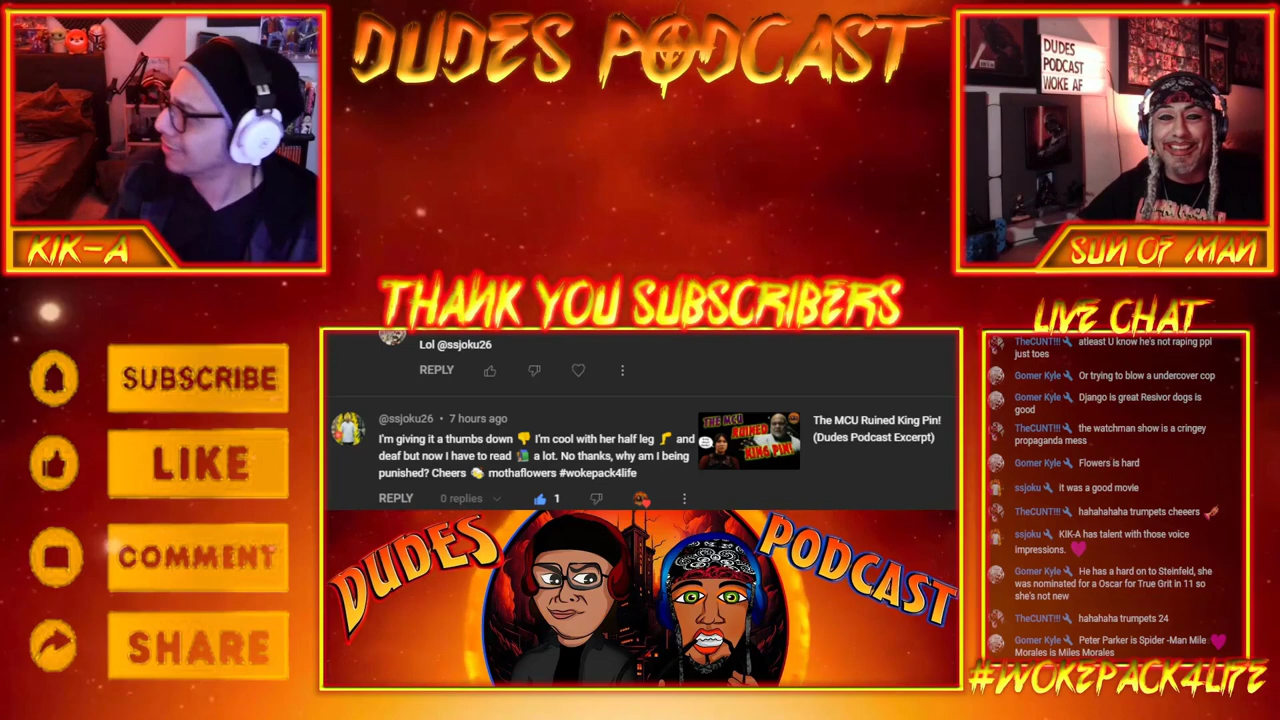 DUDES PODCAST
DUDES
PODCAST
WOKE AF
KIK-A
SUN OF MAN
THANK YOU SUBSCRIBERS
SUBSCRIBE
LIKE
COMMENT
SHARE
Lol @ssjoku26
REPLY
@ssjoku26 • 7 hours ago
I'm giving it a thumbs down 👎 I'm cool with her half leg 🦵 and
deaf but now I have to read 📚 a lot. No thanks, why am I being
punished? Cheers 🍻 mothaflowers #wokepack4life
REPLY 0 replies 1
THE MCU
RUINED
KING PIN!
The MCU Ruined King Pin!
(Dudes Podcast Excerpt)
DUDES PODCAST
LIVE CHAT
TheCUNT!!! 🔧 atleast U know he's not raping ppl
just toes
Gomer Kyle 🔧 Or trying to blow a undercover cop
Gomer Kyle 🔧 Django is great Resivor dogs is
good
TheCUNT!!! 🔧 the watchman show is a cringey
propaganda mess
Gomer Kyle 🔧 Flowers is hard
ssjoku 🔧 it was a good movie
TheCUNT!!! 🔧 hahahaha trumpets cheeers 🎺
ssjoku 🔧 KIK-A has talent with those voice
impressions. 💜
Gomer Kyle 🔧 He has a hard on to Steinfeld, she
was nominated for a Oscar for True Grit in 11 so
she's not new
TheCUNT!!! 🔧 hahahaha trumpets 24
Gomer Kyle 🔧 Peter Parker is Spider -Man Mile 💜
Morales is Miles Morales
#WOKEPACK4LIFE